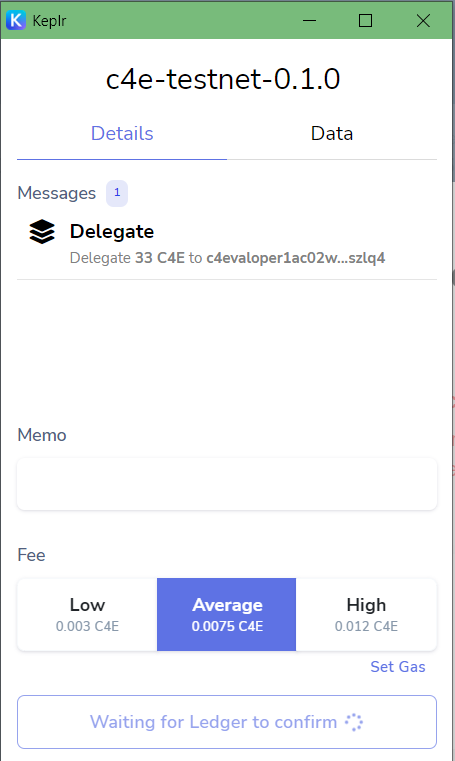 Keplr
c4e-testnet-0.1.0
Details Data
Messages 1
Delegate
Delegate 33 C4E to c4evaloper1ac02w...szlq4
Memo
Fee
Low Average High
0.003 C4E 0.0075 C4E 0.012 C4E
Set Gas
Waiting for Ledger to confirm